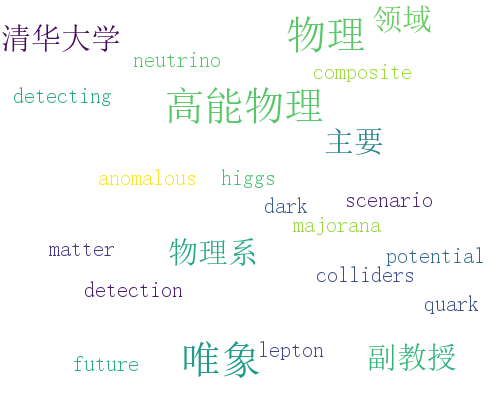 清华大学
物理
领域
neutrino
composite
detecting
高能物理
主要
anomalous
higgs
dark
scenario
majorana
matter
物理系
potential
colliders
detection
quark
唯象
lepton
副教授
future